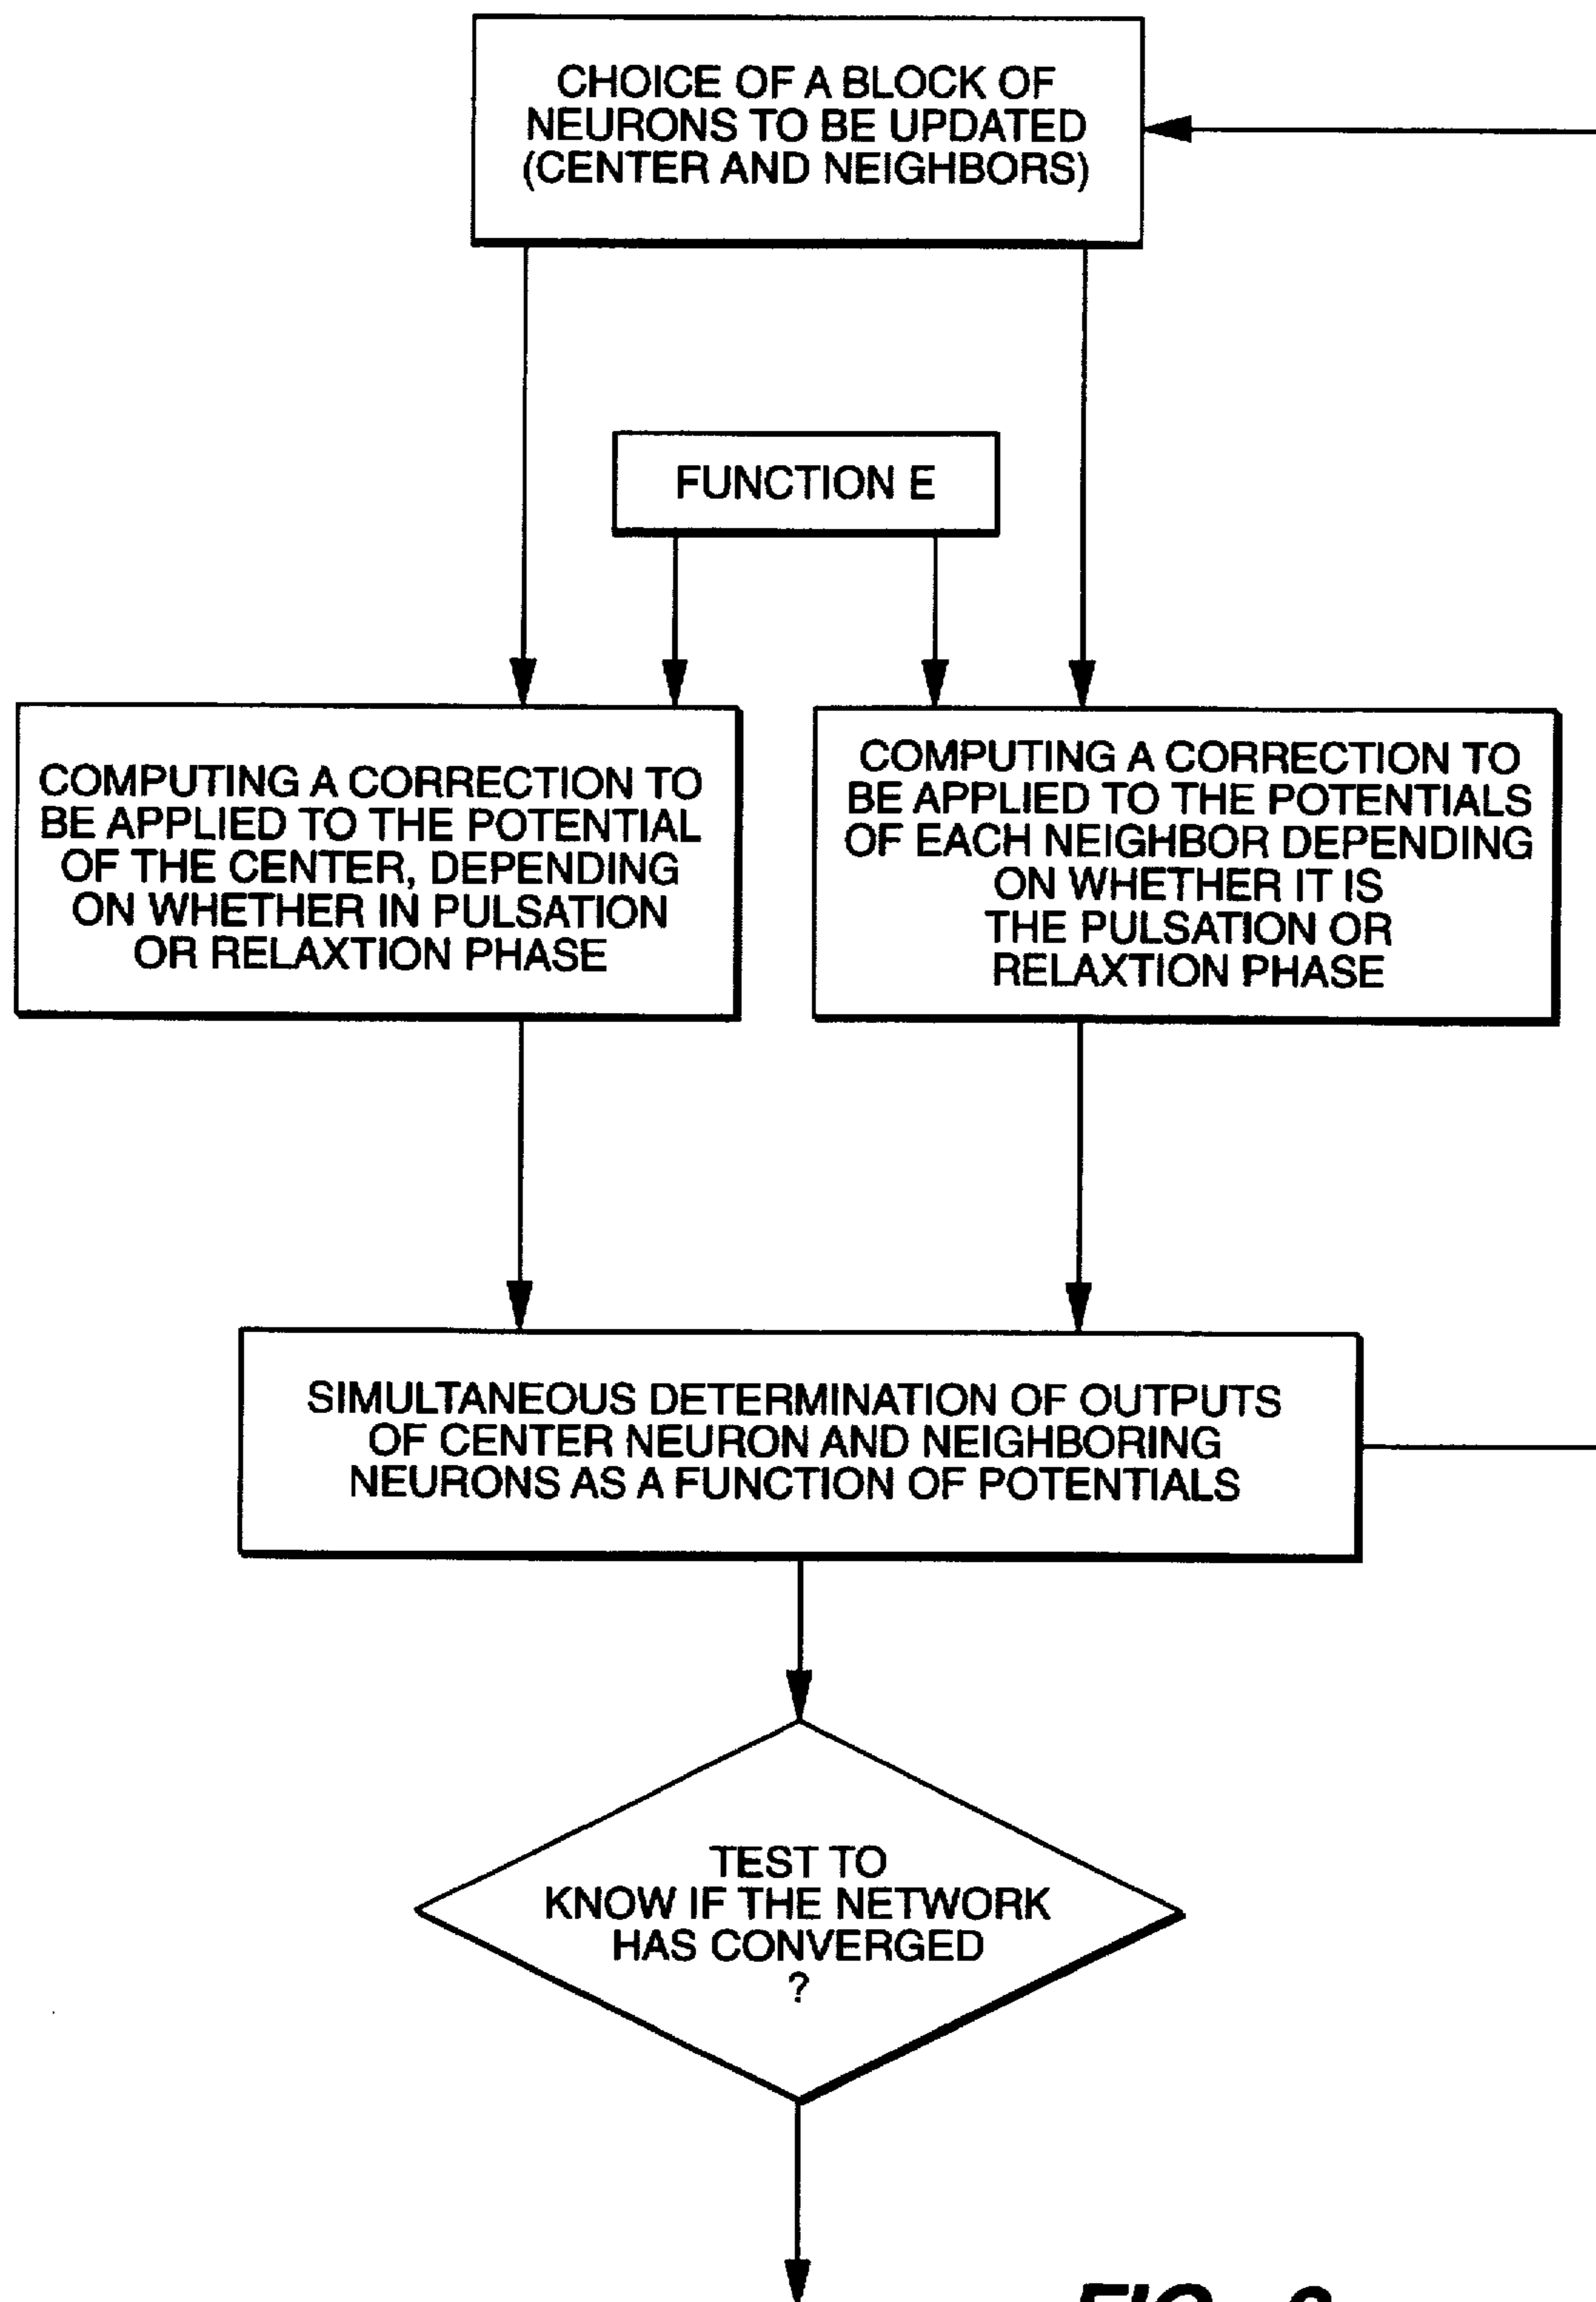 CHOICE OF A BLOCK OF
NEURONS TO BE UPDATED
(CENTER AND NEIGHBORS)
FUNCTION E
COMPUTING A CORRECTION TO
BE APPLIED TO THE POTENTIAL
OF THE CENTER, DEPENDING
ON WHETHER IN PULSATION
OR RELAXTION PHASE
COMPUTING A CORRECTION TO
BE APPLIED TO THE POTENTIALS
OF EACH NEIGHBOR DEPENDING
ON WHETHER IT IS
THE PULSATION OR
RELAXTION PHASE
SIMULTANEOUS DETERMINATION OF OUTPUTS
OF CENTER NEURON AND NEIGHBORING
NEURONS AS A FUNCTION OF POTENTIALS
TEST TO
KNOW IF THE NETWORK
HAS CONVERGED
?
FIG.